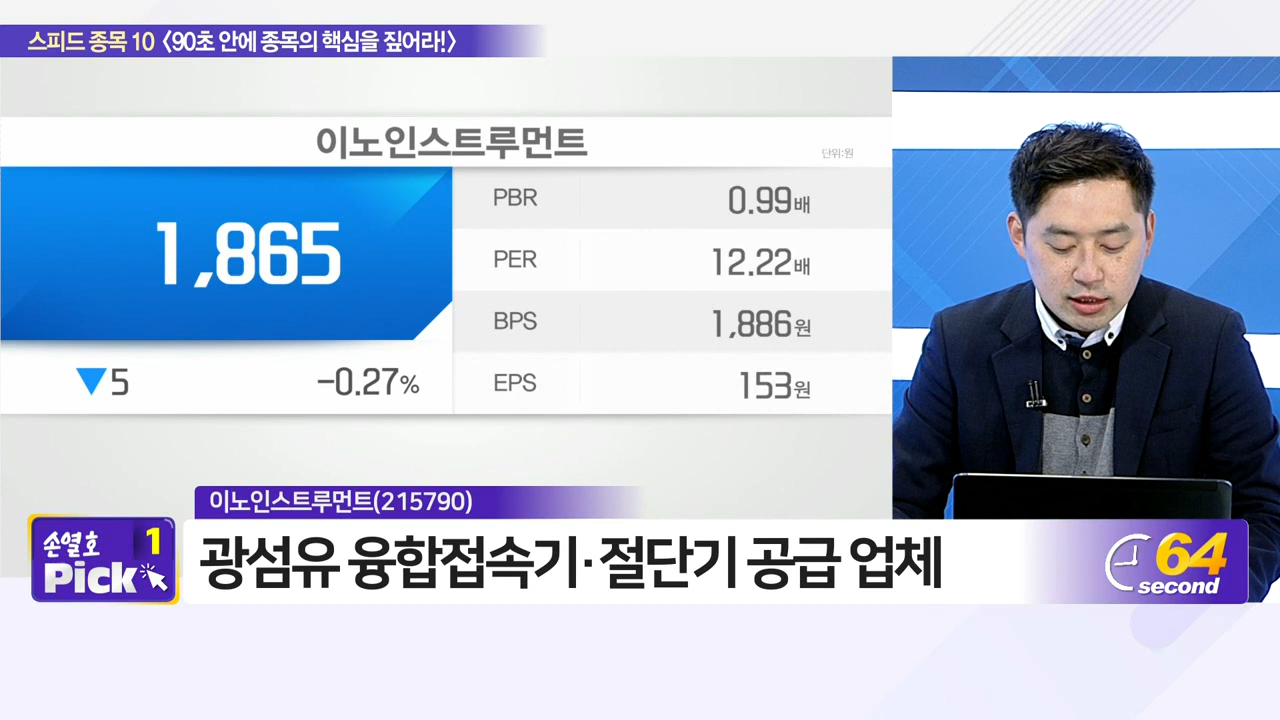 스피드 종목 10 〈90초 안에 종목의 핵심을 짚어라!〉
이노인스트루먼트
단위:원
1,865
▼5 -0.27%
PBR 0.99배
PER 12.22배
BPS 1,886원
EPS 153원
이노인스트루먼트(215790)
손열호 1
Pick
광섬유 융합접속기·절단기 공급 업체
64
second